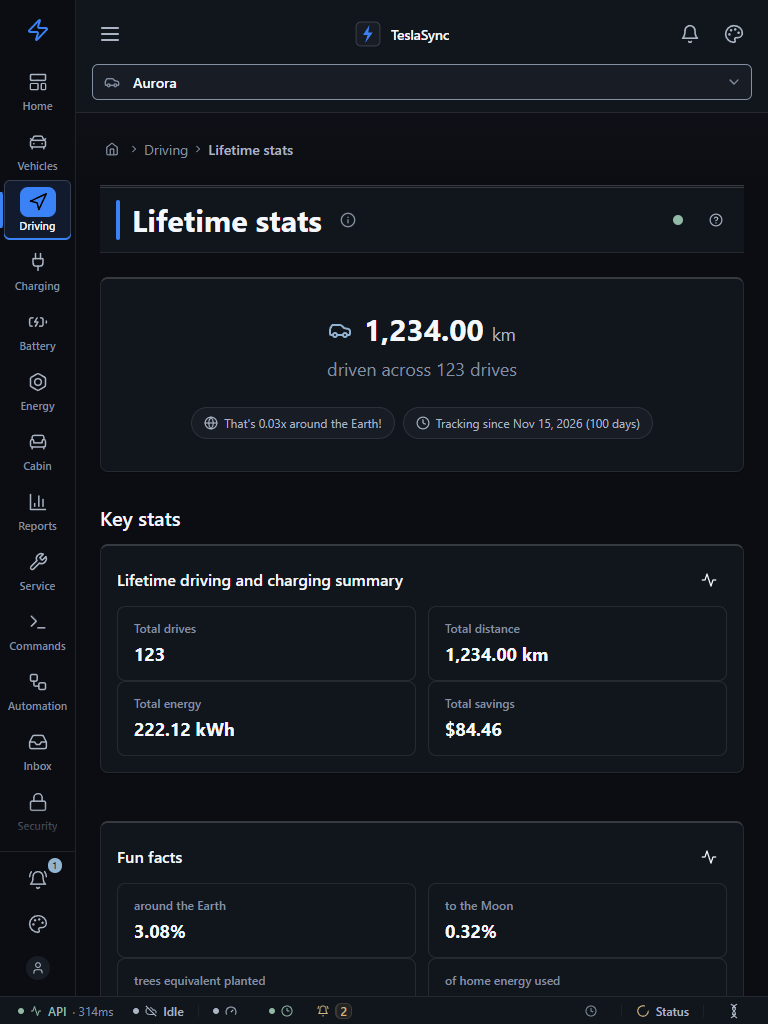 TeslaSync
Aurora
Home
Vehicles
Driving
Charging
Battery
Energy
Cabin
Reports
Service
Commands
Automation
Inbox
Security
1
Driving
Lifetime stats
Lifetime stats
1,234.00 km
driven across 123 drives
That's 0.03x around the Earth!
Tracking since Nov 15, 2026 (100 days)
Key stats
Lifetime driving and charging summary
Total drives
123
Total distance
1,234.00 km
Total energy
222.12 kWh
Total savings
$84.46
Fun facts
around the Earth
3.08%
to the Moon
0.32%
trees equivalent planted
of home energy used
API · 314ms
Idle
2
Status